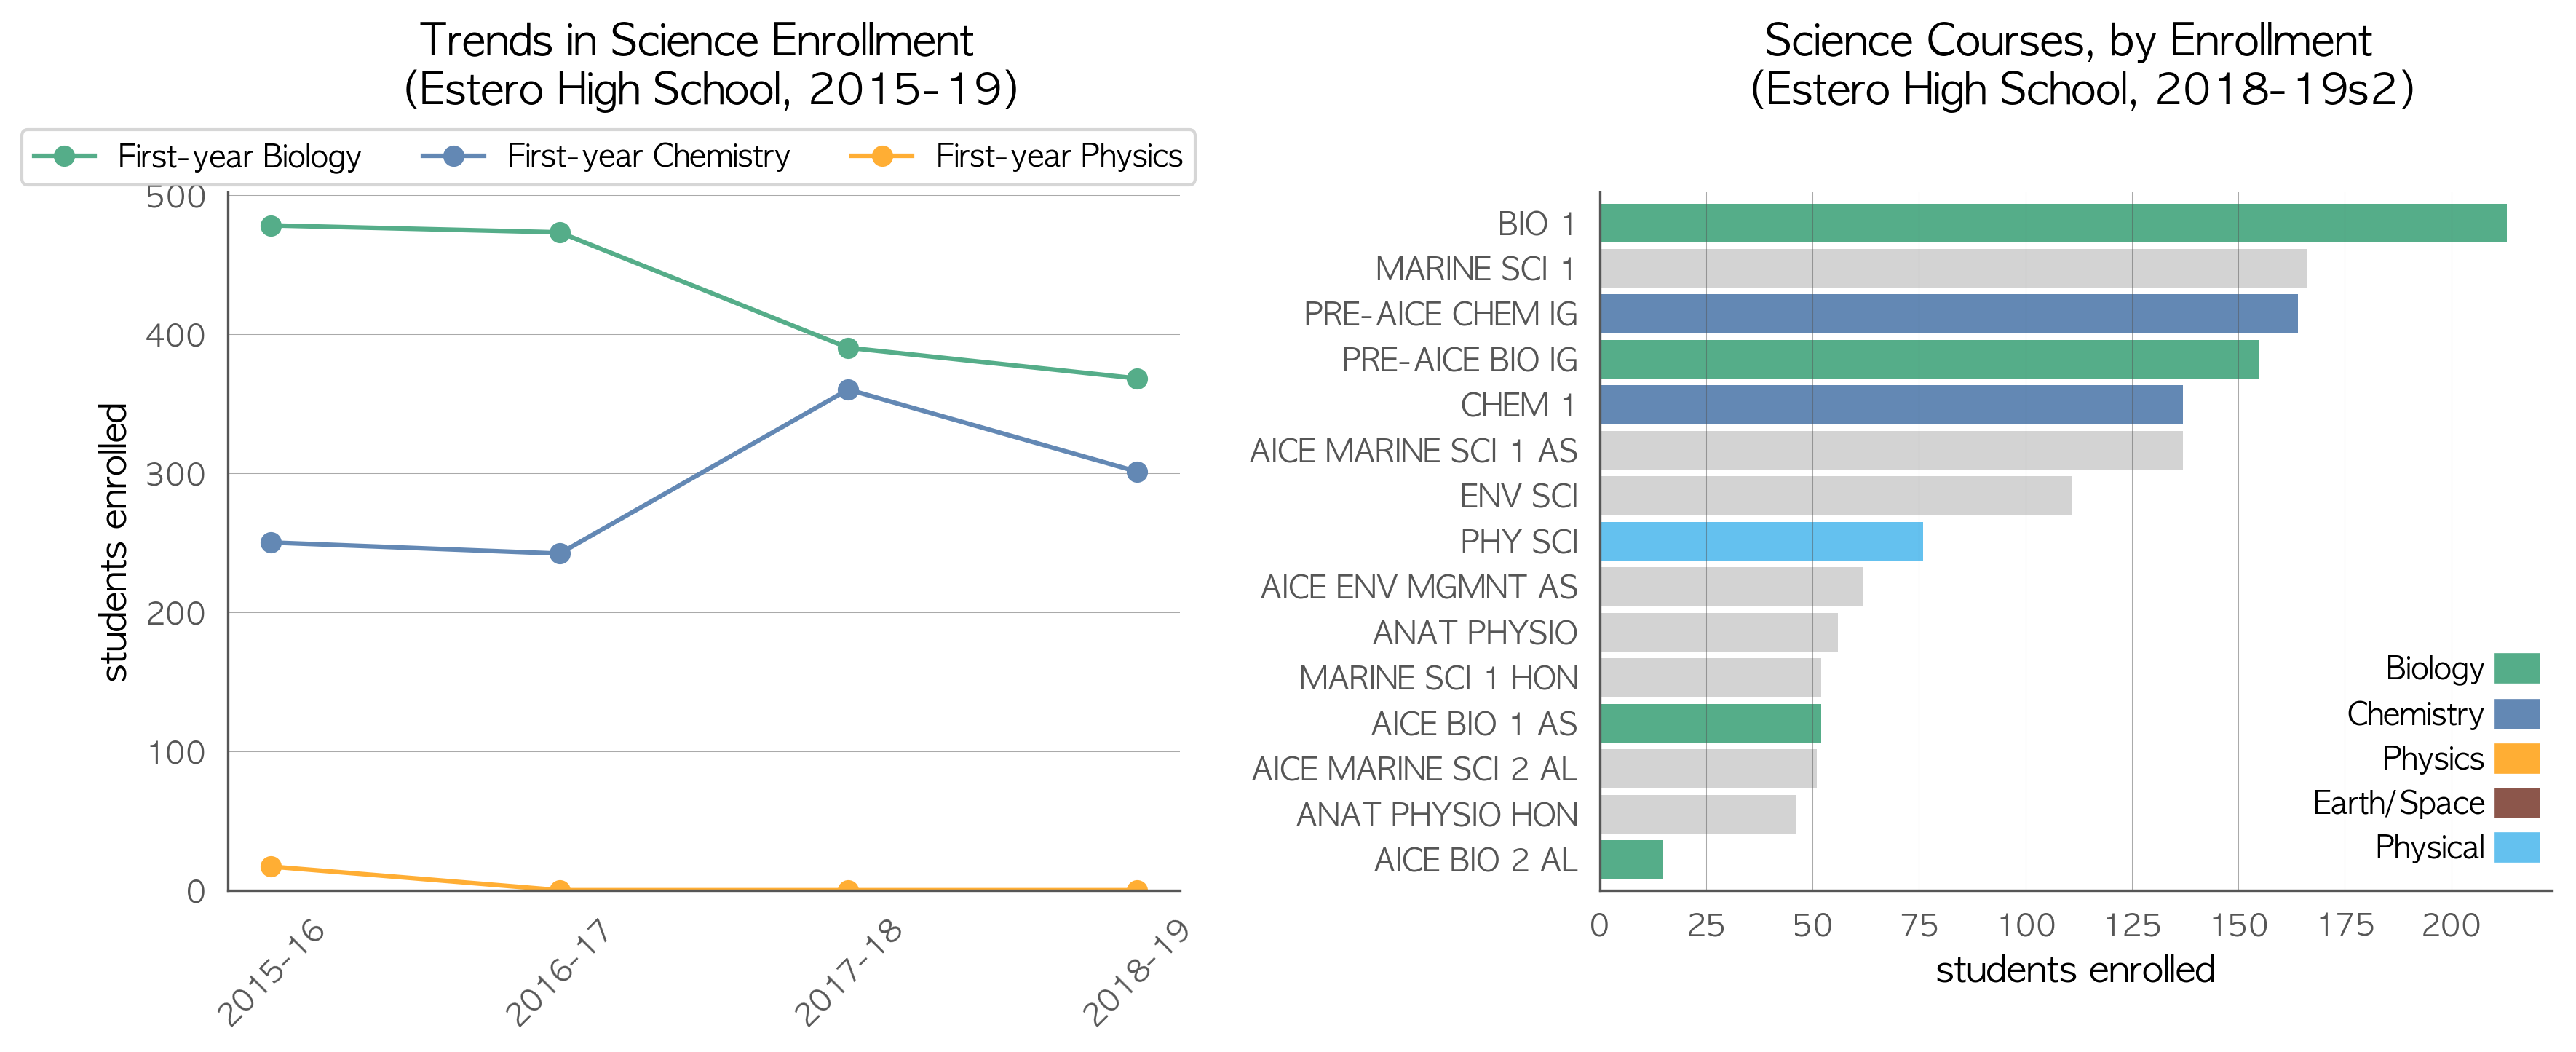 Trends in Science Enrollment
(Estero High School, 2015-19)
First-year Biology
First-year Chemistry
First-year Physics
500
400
300
200
100
0
students enrolled
2015-16
2016-17
2017-18
2018-19
Science Courses, by Enrollment
(Estero High School, 2018-19s2)
BIO 1
MARINE SCI 1
PRE-AICE CHEM IG
PRE-AICE BIO IG
CHEM 1
AICE MARINE SCI 1 AS
ENV SCI
PHY SCI
AICE ENV MGMNT AS
ANAT PHYSIO
MARINE SCI 1 HON
AICE BIO 1 AS
AICE MARINE SCI 2 AL
ANAT PHYSIO HON
AICE BIO 2 AL
Biology
Chemistry
Physics
Earth/Space
Physical
0 25 50 75 100 125 150 175 200
students enrolled